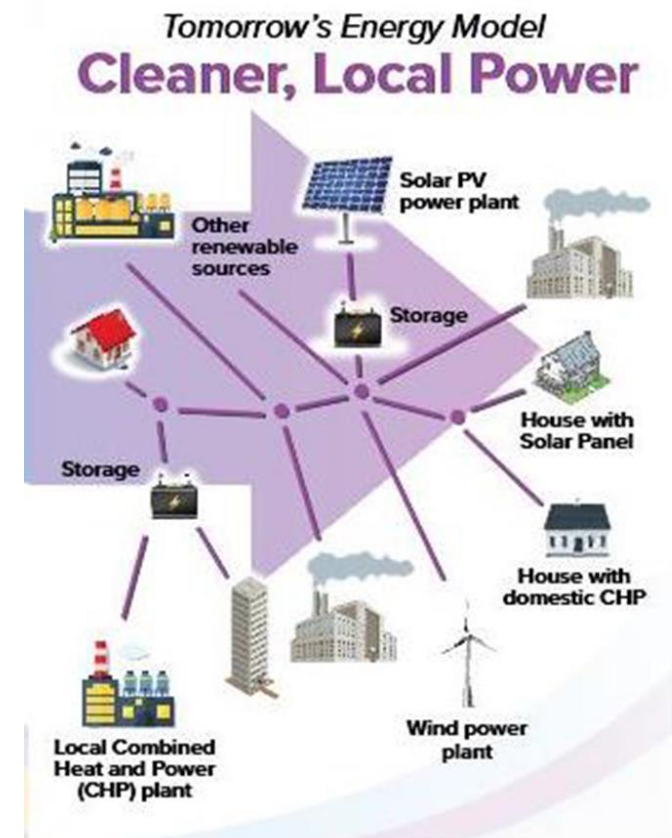 Tomorrow's Energy Model
Cleaner, Local Power
Solar PV
power plant
Other
renewable
sources
Storage
House with
Solar Panel
Storage
House with
domestic CHP
Wind power
plant
Local Combined
Heat and Power
(CHP) plant